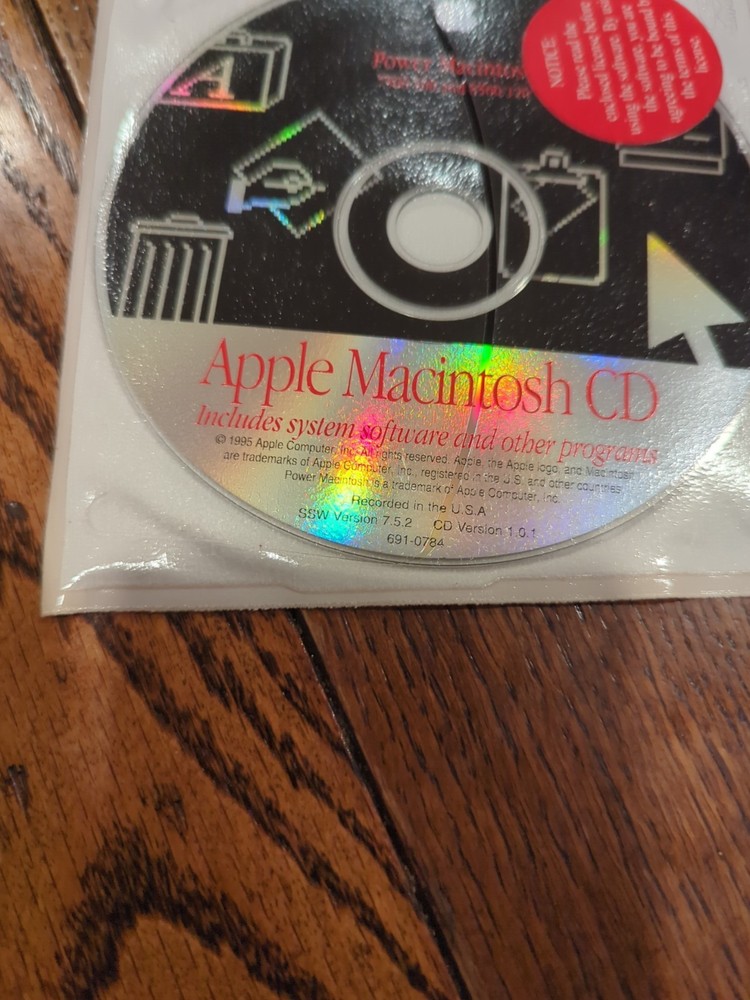 A
Power Macintosh
NOTICE
Please read the
enclosed license before
using the software, you are
agreeing to be bound by
the terms of this
license.
Apple Macintosh CD
Includes system software and other programs
© 1995 Apple Computer, Inc. All rights reserved. Apple, the Apple logo, and Macintosh
are trademarks of Apple Computer, Inc., registered in the U.S. and other countries.
Power Macintosh is a trademark of Apple Computer, Inc.
Recorded in the U.S.A
SSW Version 7.5.2 CD Version 1.0.1
691-0784